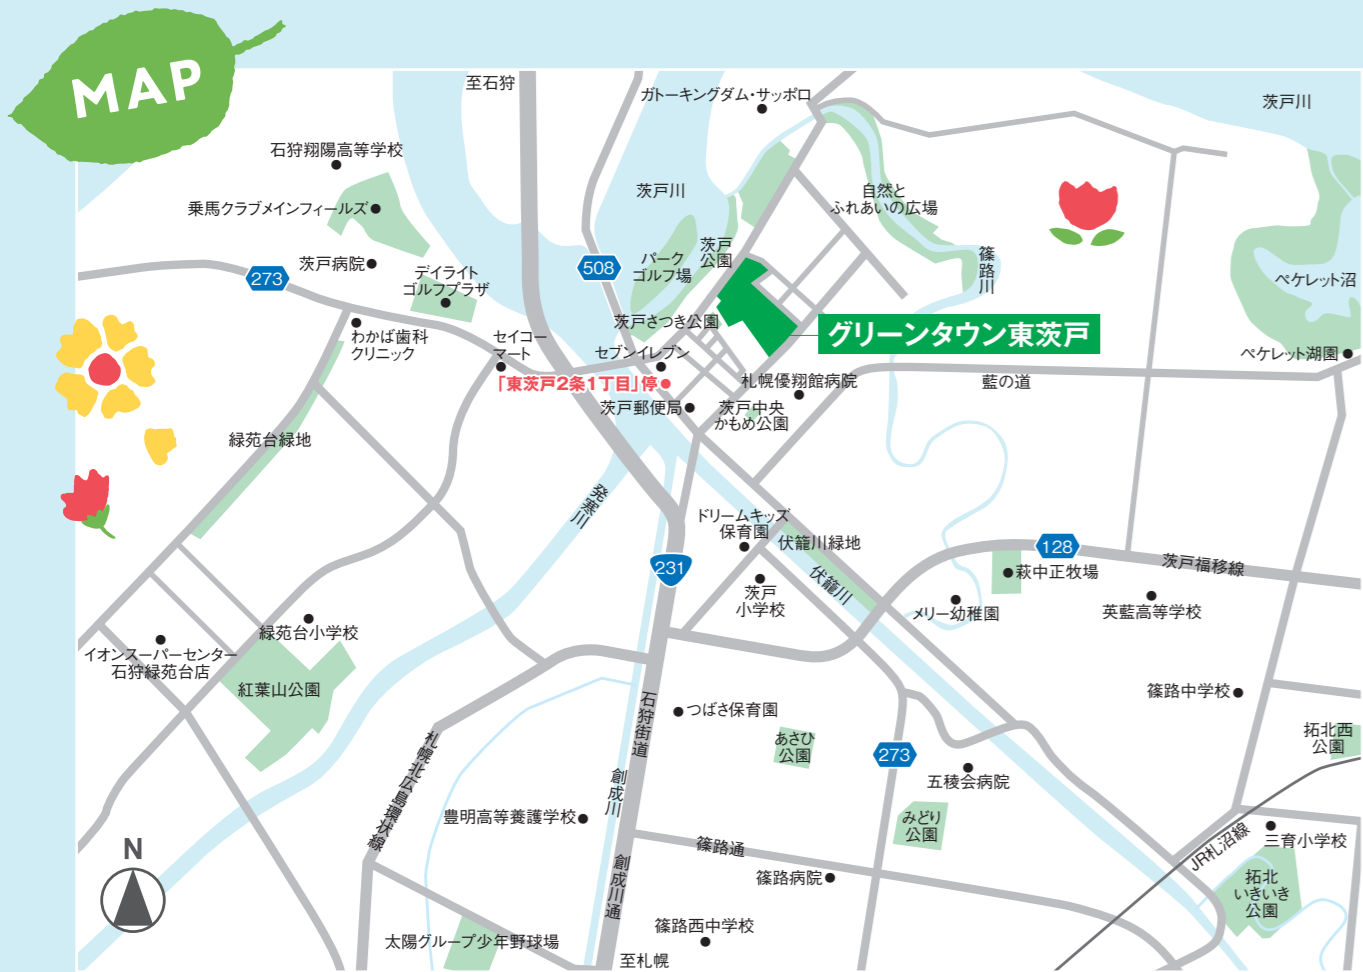 MAP
至石狩
ガトーキングダム・サッポロ
茨戸川
石狩翔陽高等学校
茨戸川
自然と
ふれあいの広場
乗馬クラブメインフィールズ
茨戸
公園
パーク
ゴルフ場
篠路川
茨戸病院
デイライト
ゴルフプラザ
273
508
ペケレット沼
茨戸さつき公園
グリーンタウン東茨戸
わかば歯科
クリニック
セイコー
マート
セブンイレブン
ペケレット湖園
「東茨戸2条1丁目」停
札幌優翔館病院
藍の道
茨戸郵便局
茨戸中央
かもめ公園
緑苑台緑地
発寒川
ドリームキッズ
保育園
伏籠川緑地
128
茨戸福移線
231
伏籠川
萩中正牧場
茨戸
小学校
メリー幼稚園
英藍高等学校
緑苑台小学校
イオンスーパーセンター
石狩緑苑台店
紅葉山公園
篠路中学校
石狩街道
つばさ保育園
あさひ
公園
273
拓北西
公園
札幌北広島環状線
創成川
五稜会病院
豊明高等養護学校
みどり
公園
篠路通
JR札沼線
三育小学校
N
創成川通
篠路病院
拓北
いきいき
公園
篠路西中学校
太陽グループ少年野球場
至札幌